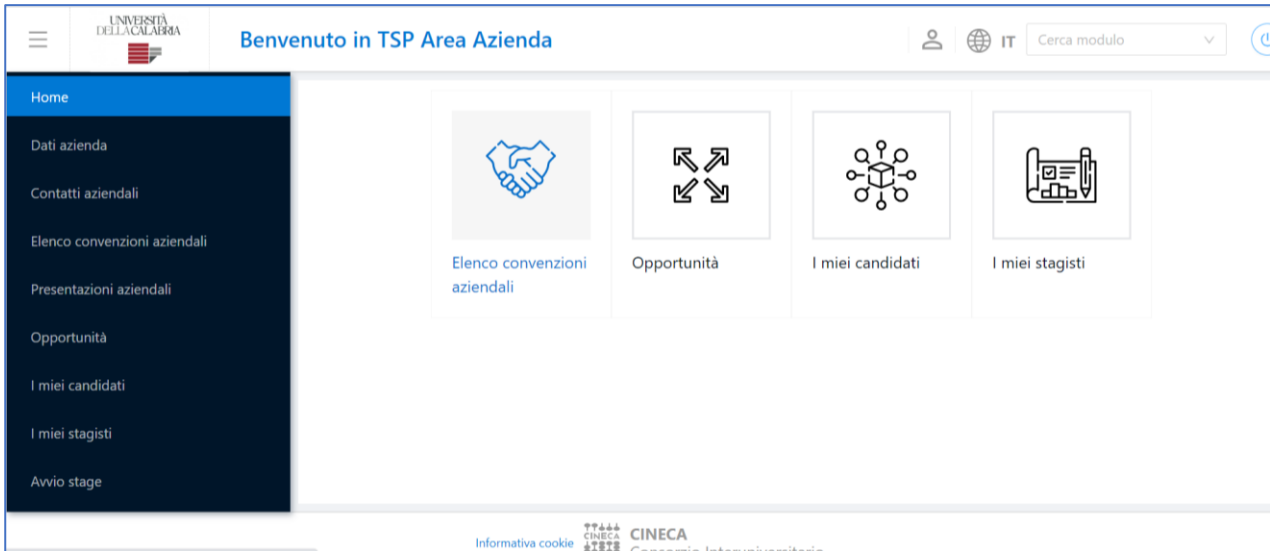 UNIVERSITÀ
DELLA CALABRIA
Benvenuto in TSP Area Azienda
IT
Cerca modulo
Home
Dati azienda
Contatti aziendali
Elenco convenzioni aziendali
Presentazioni aziendali
Opportunità
I miei candidati
I miei stagisti
Avvio stage
Elenco convenzioni
aziendali
Opportunità
I miei candidati
I miei stagisti
Informativa cookie
CINECA
CINECA
Consorzio Interuniversitario